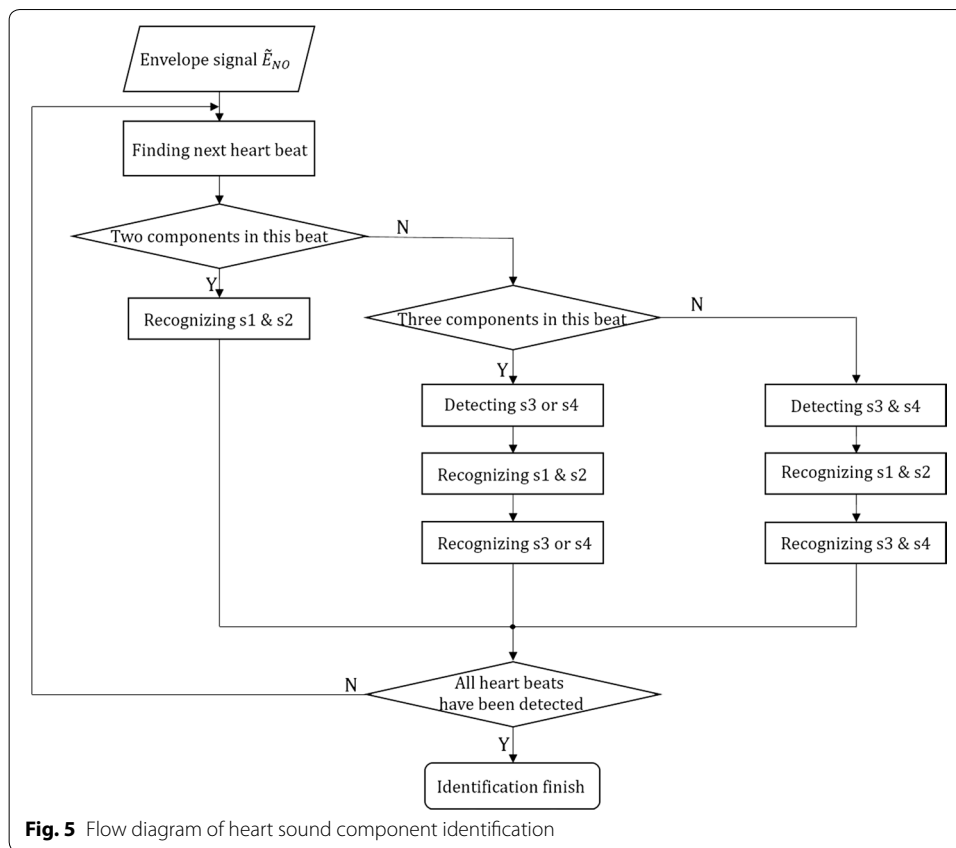 Envelope signal Ẽ_NO
Finding next heart beat
Two components in this beat
N
Y
Recognizing s1 & s2
Three components in this beat
N
Y
Detecting s3 or s4
Detecting s3 & s4
Recognizing s1 & s2
Recognizing s1 & s2
Recognizing s3 or s4
Recognizing s3 & s4
All heart beats
have been detected
N
Y
Identification finish
Fig. 5 Flow diagram of heart sound component identification